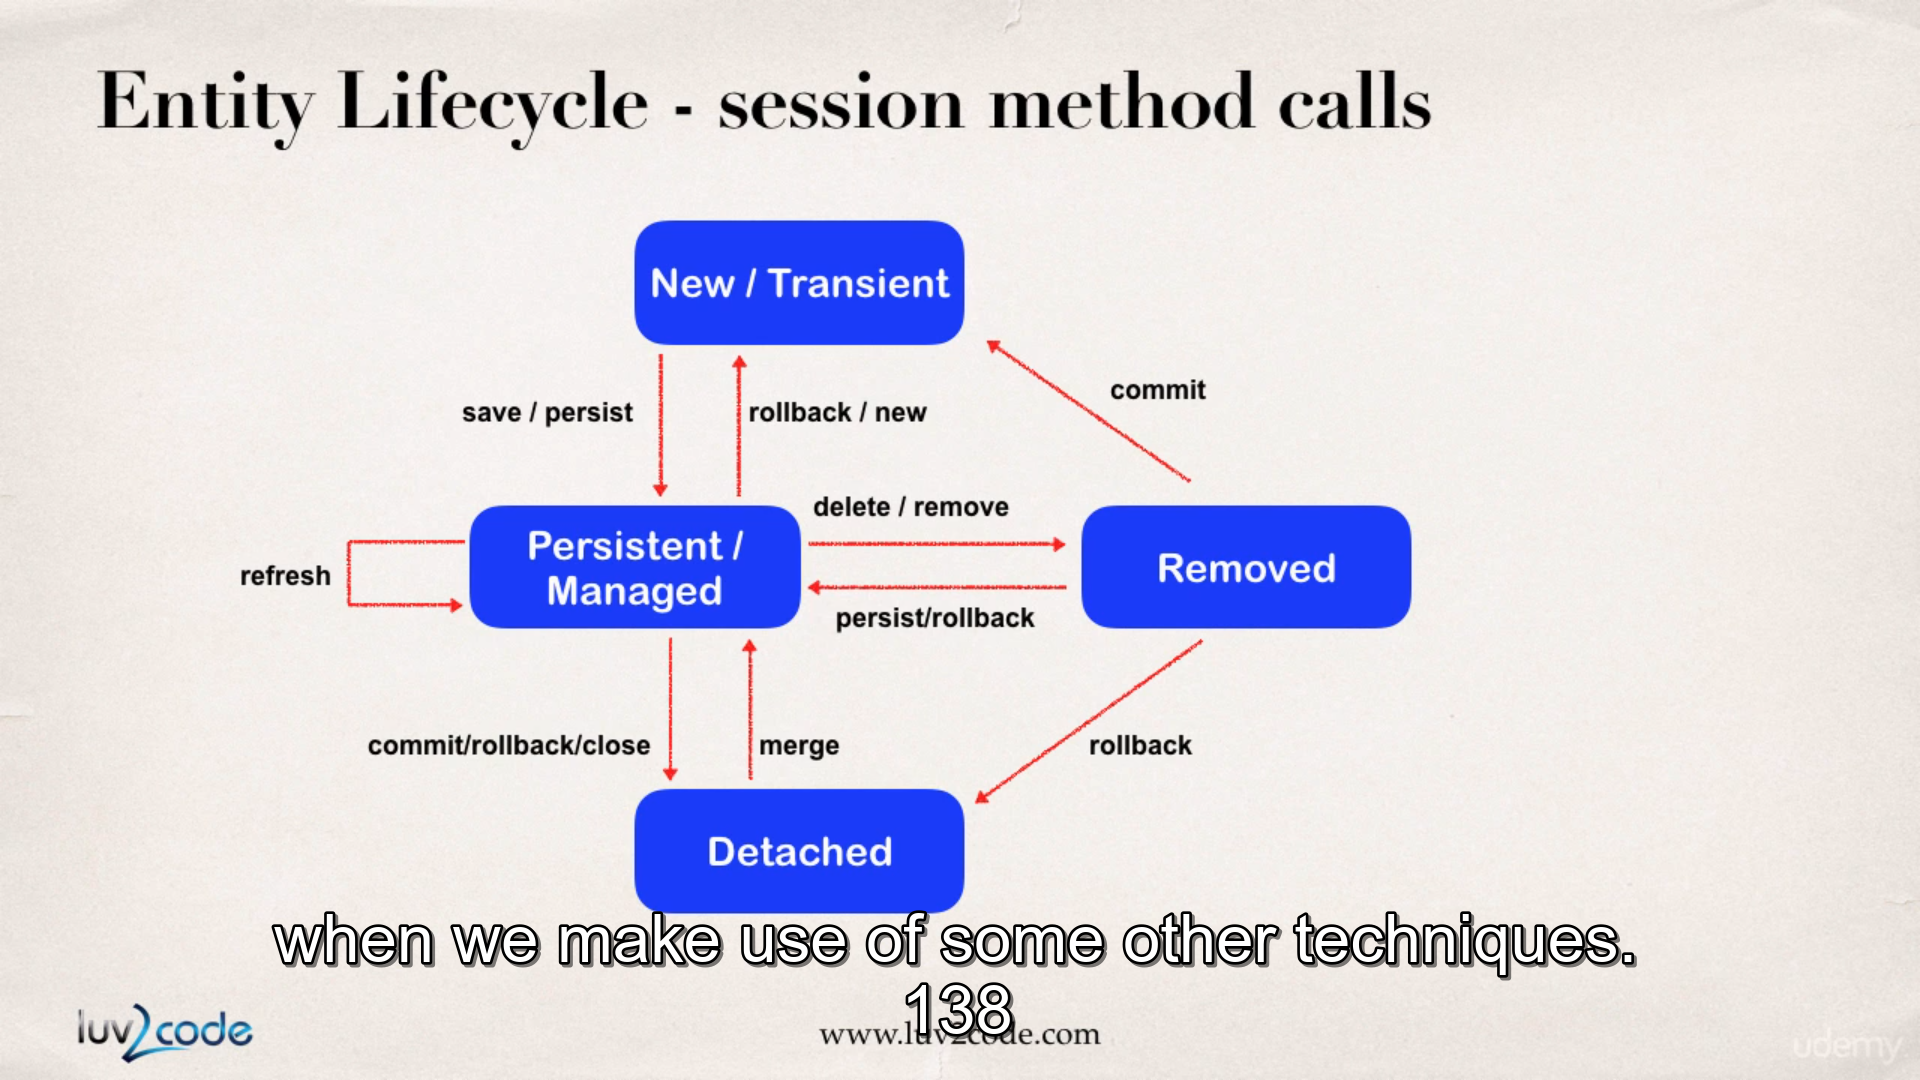 Entity Lifecycle - session method calls
New / Transient
commit
save / persist
rollback / new
delete / remove
Persistent /
Managed
Removed
refresh
persist/rollback
commit/rollback/close
merge
rollback
Detached
when we make use of some other techniques.
138
luv2code
www.luv2code.com
udemy